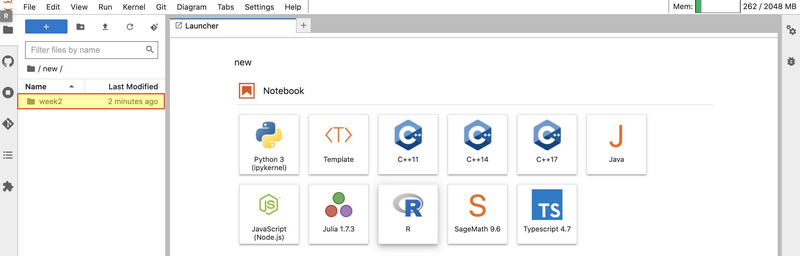 File Edit View Run Kernel Git Diagram Tabs Settings Help
Mem: 262 / 2048 MB
R
+
Launcher
+
Filter files by name
/ new /
Name Last Modified
week2 2 minutes ago
new
Notebook
Python 3
(ipykernel)
<T>
Template
C++
C++11
C++
C++14
C++
C++17
J
Java
JS
JavaScript
(Node.js)
Julia 1.7.3
R
R
S
SageMath 9.6
TS
Typescript 4.7